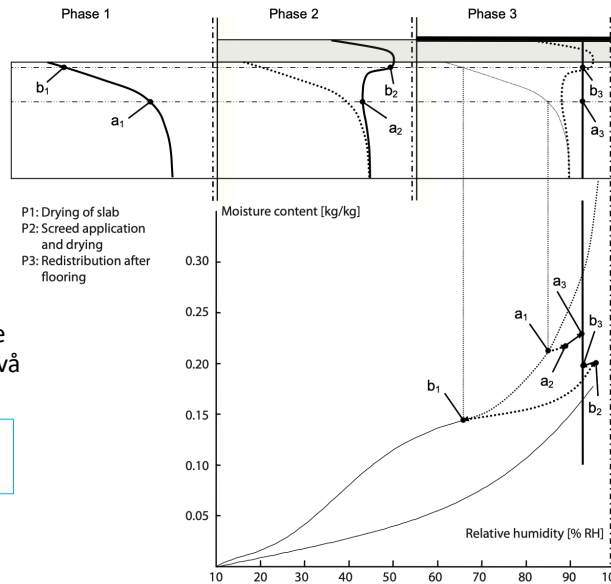 Phase 1
Phase 2
Phase 3
b1
a1
b2
a2
b3
a3
P1: Drying of slab
P2: Screed application
and drying
P3: Redistribution after
flooring
Moisture content [kg/kg]
0.30
0.25
0.20
0.15
0.10
0.05
a3
a1
b3
a2
b1
b2
Relative humidity [% RH]
10 20 30 40 50 60 70 80 90 10
e
vå